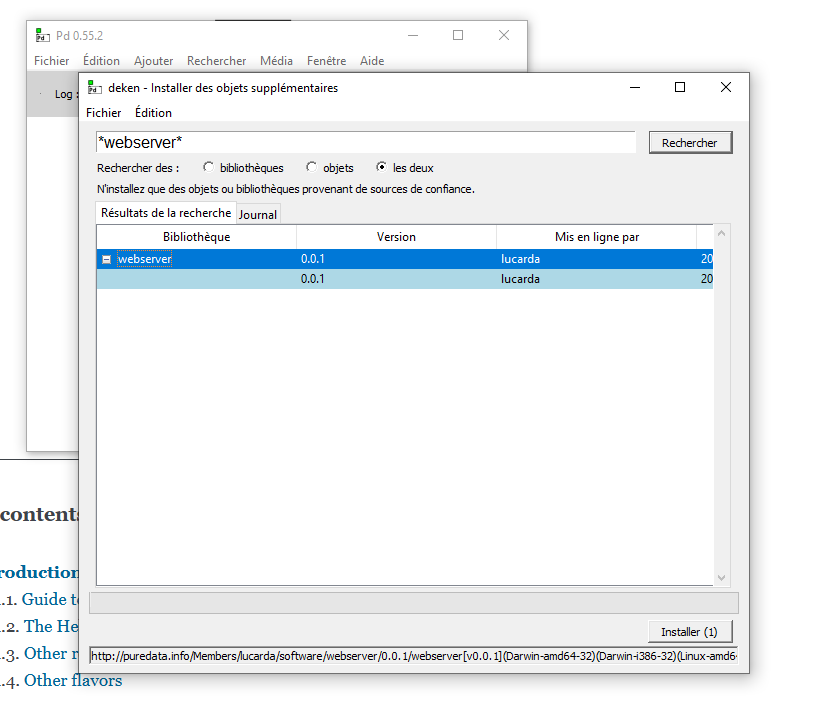 Pd 0.55.2
Fichier Édition Ajouter Rechercher Média Fenêtre Aide
Log :
deken - Installer des objets supplémentaires
Fichier Édition
*webserver*
Rechercher
Rechercher des : bibliothèques objets les deux
N'installez que des objets ou bibliothèques provenant de sources de confiance.
Résultats de la recherche Journal
Bibliothèque Version Mis en ligne par
webserver 0.0.1 lucarda 20
0.0.1 lucarda 20
Installer (1)
http://puredata.info/Members/lucarda/software/webserver/0.0.1/webserver[v0.0.1](Darwin-amd64-32)(Darwin-i386-32)(Linux-amd6
content
roduction
.1. Guide t
.2. The He
.3. Other r
.4. Other flavors